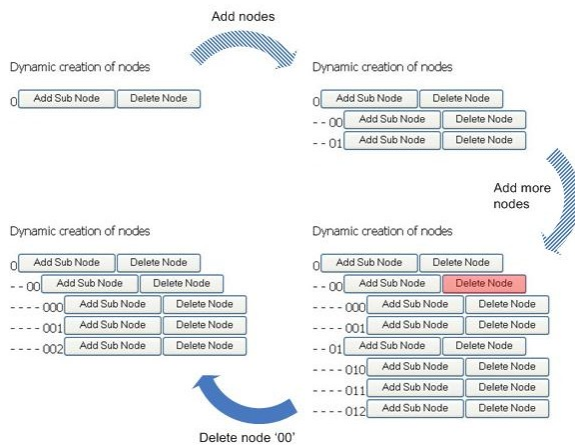 Add nodes
Dynamic creation of nodes
0 Add Sub Node Delete Node
Dynamic creation of nodes
0 Add Sub Node Delete Node
- - 00 Add Sub Node Delete Node
- - 01 Add Sub Node Delete Node
Add more
nodes
Dynamic creation of nodes
0 Add Sub Node Delete Node
- - 00 Add Sub Node Delete Node
- - - - 000 Add Sub Node Delete Node
- - - - 001 Add Sub Node Delete Node
- - 01 Add Sub Node Delete Node
- - - - 010 Add Sub Node Delete Node
- - - - 011 Add Sub Node Delete Node
- - - - 012 Add Sub Node Delete Node
Delete node '00'
Dynamic creation of nodes
0 Add Sub Node Delete Node
- - 00 Add Sub Node Delete Node
- - - - 000 Add Sub Node Delete Node
- - - - 001 Add Sub Node Delete Node
- - - - 002 Add Sub Node Delete Node